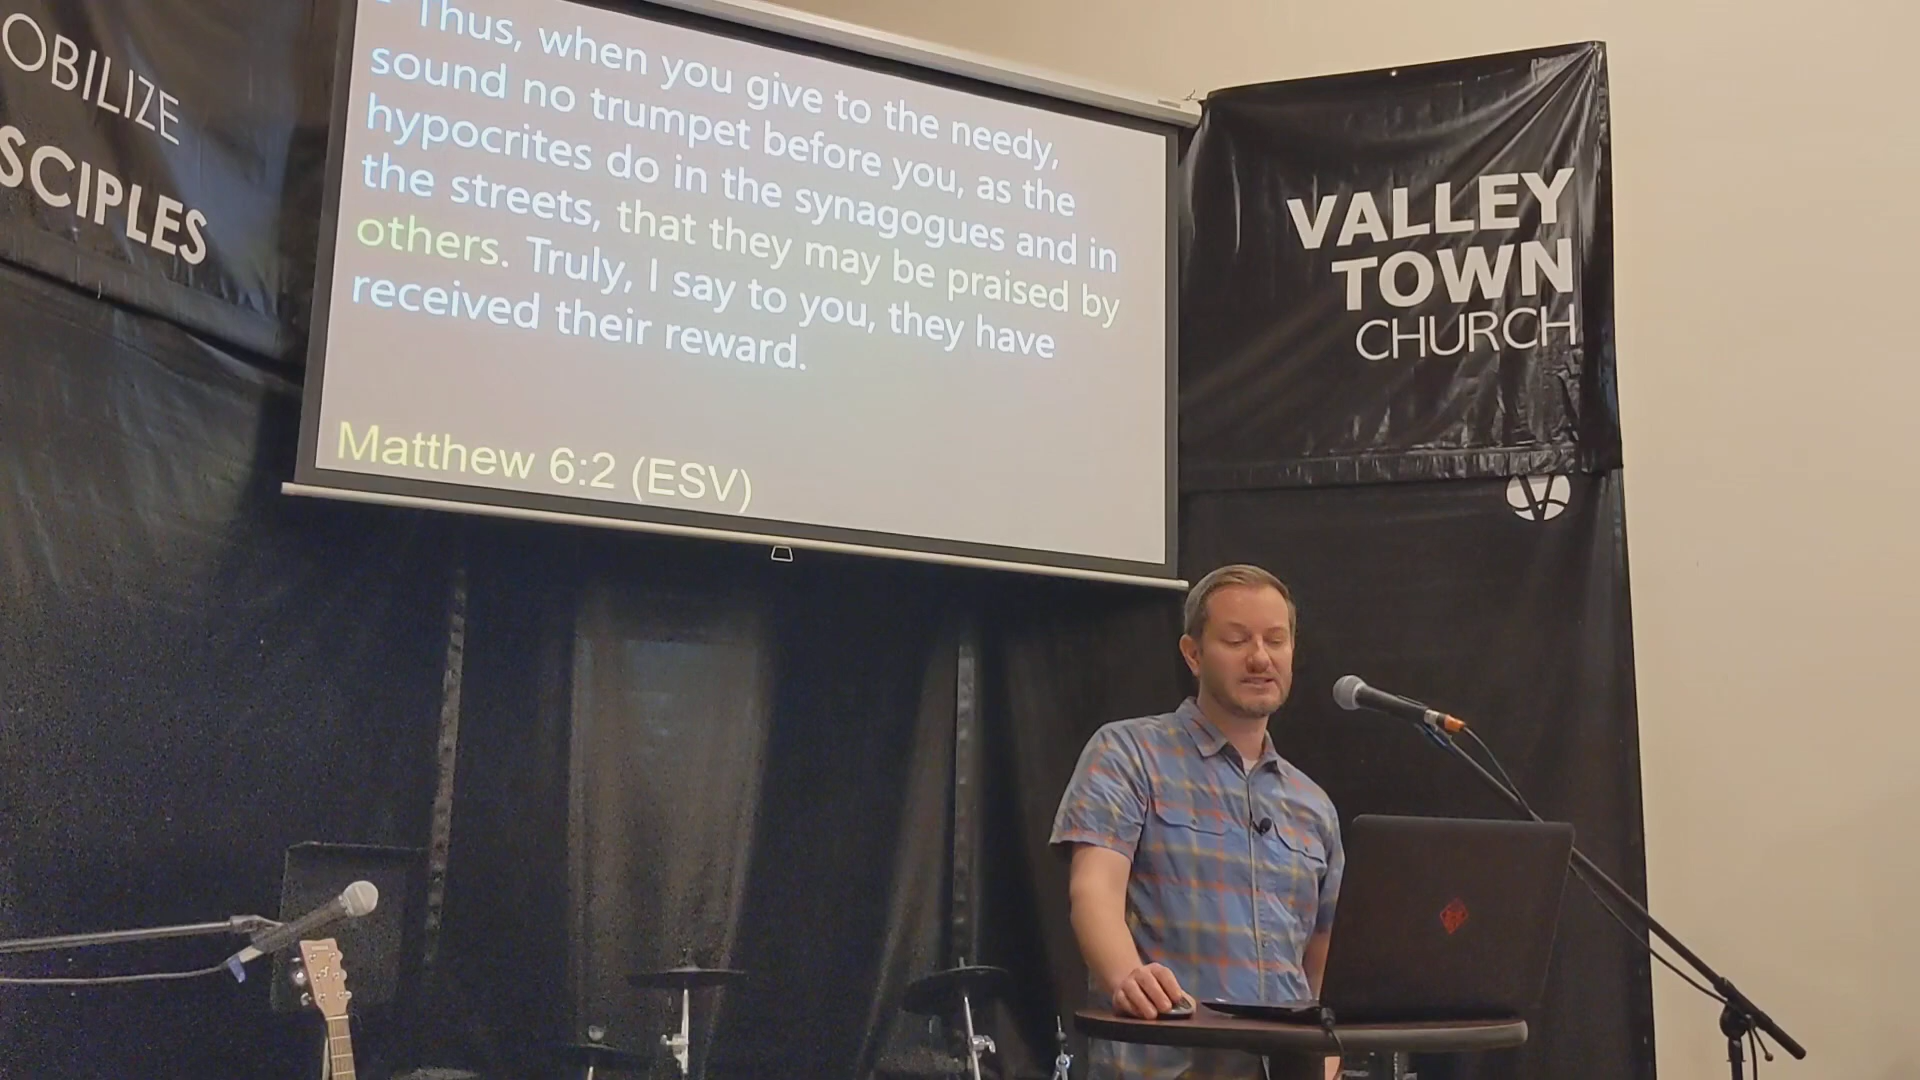 OBILIZE
SCIPLES
2 Thus, when you give to the needy,
sound no trumpet before you, as the
hypocrites do in the synagogues and in
the streets, that they may be praised by
others. Truly, I say to you, they have
received their reward.
Matthew 6:2 (ESV)
VALLEY
TOWN
CHURCH